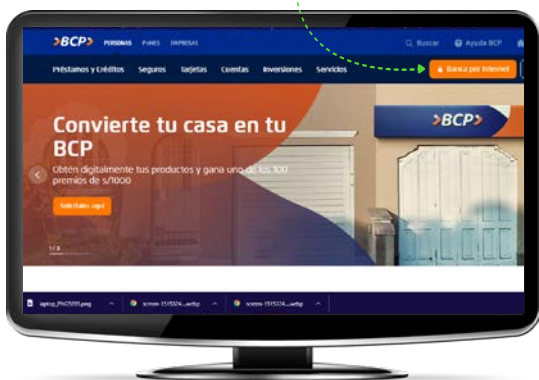 >BCP> PERSONAS PYMES EMPRESAS Buscar Ayuda BCP
Préstamos y Créditos Seguros Tarjetas Cuentas Inversiones Servicios Banca por Internet
>BCP>
Convierte tu casa en tu
BCP
Obtén digitalmente tus productos y gana uno de los 100
premios de s/1000
Solicítalos aquí
1 / 3